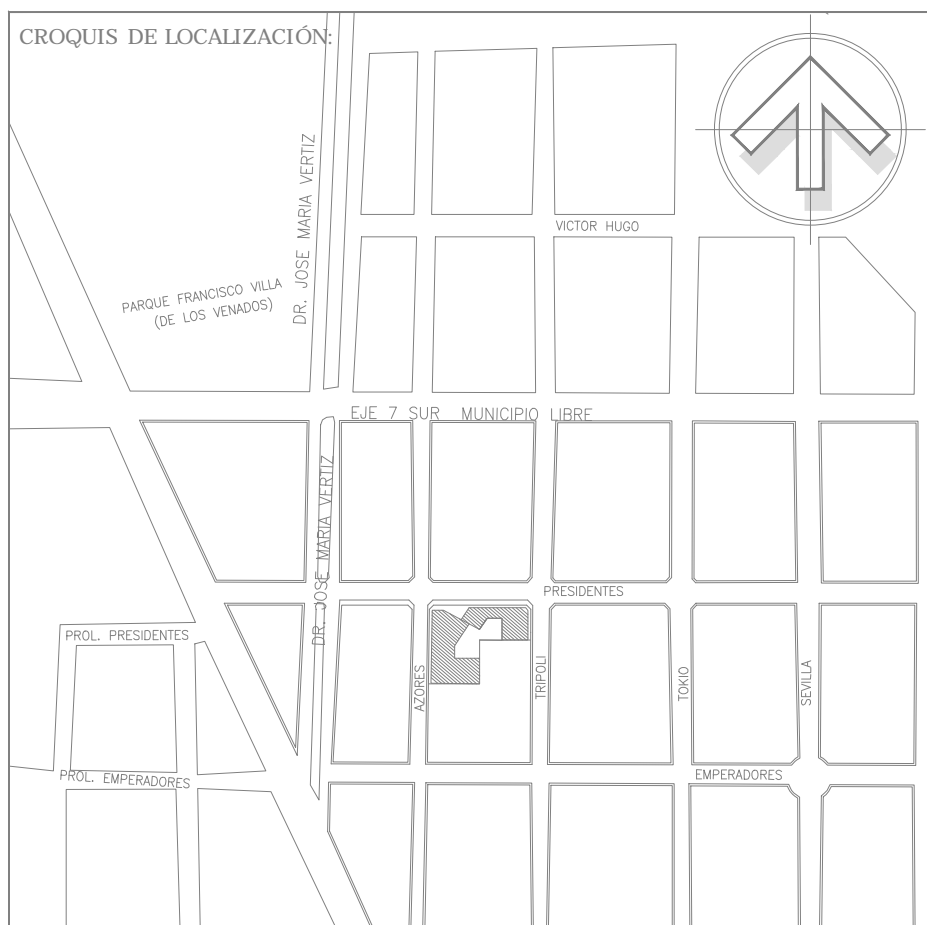 CROQUIS DE LOCALIZACIÓN:
DR. JOSE MARIA VERTIZ
VICTOR HUGO
PARQUE FRANCISCO VILLA
(DE LOS VENADOS)
EJE 7 SUR MUNICIPIO LIBRE
DR. JOSE MARIA VERTIZ
PRESIDENTES
PROL. PRESIDENTES
AZORES
TRIPOLI
TOKIO
SEVILLA
PROL. EMPERADORES
EMPERADORES